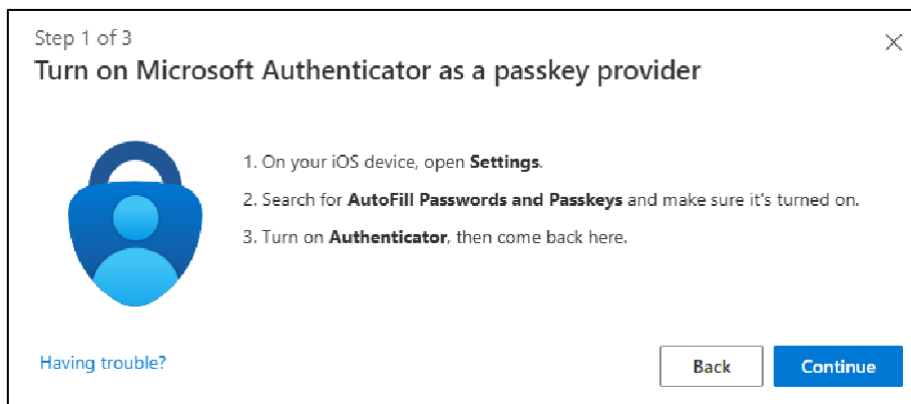 Step 1 of 3
Turn on Microsoft Authenticator as a passkey provider
1. On your iOS device, open Settings.
2. Search for AutoFill Passwords and Passkeys and make sure it's turned on.
3. Turn on Authenticator, then come back here.
Having trouble?
Back
Continue